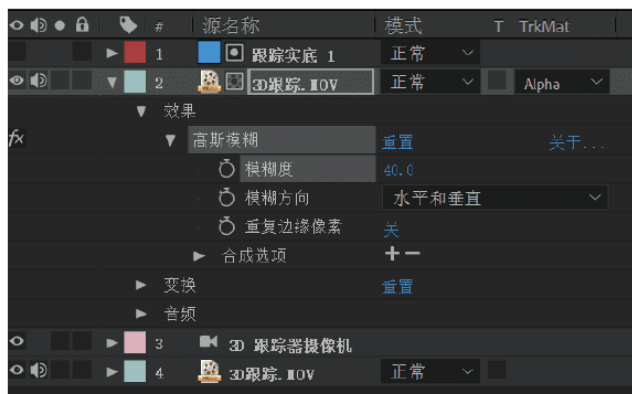 # 源名称 模式 T TrkMat
1 跟踪实底 1 正常
2 3D跟踪.MOV 正常 Alpha
效果
fx 高斯模糊 重置 关于...
模糊度 40.0
模糊方向 水平和垂直
重复边缘像素 关
合成选项 +-
变换 重置
音频
3 3D 跟踪器摄像机
4 3D跟踪.MOV 正常